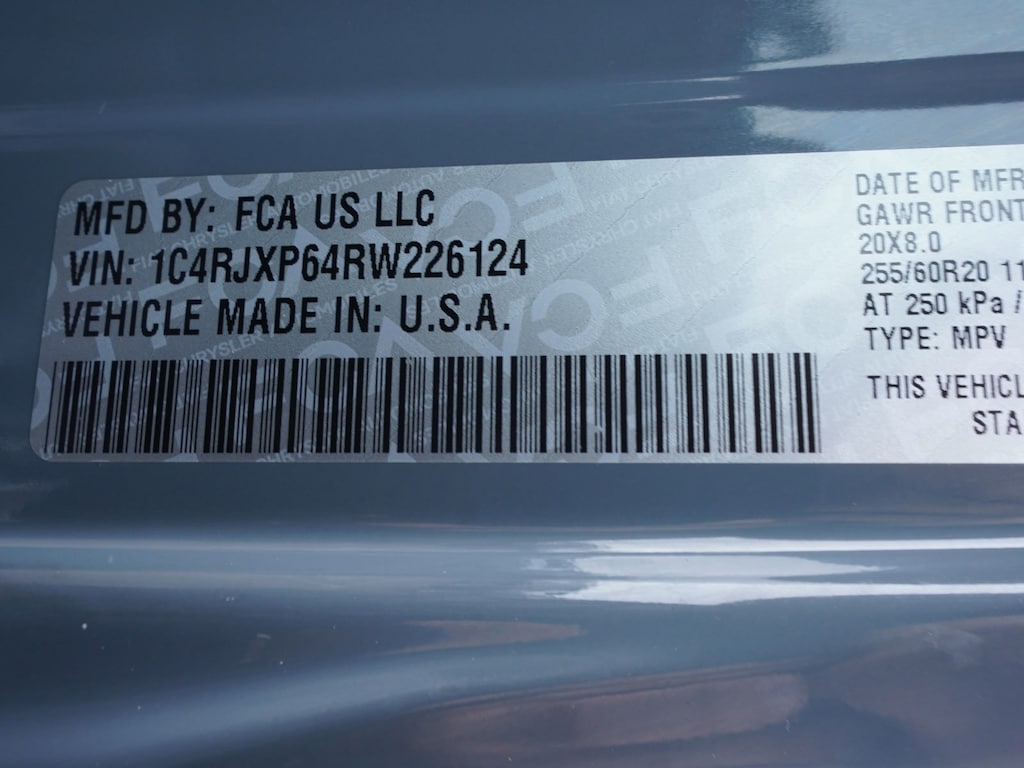 MFD BY: FCA US LLC
VIN: 1C4RJXP64RW226124
VEHICLE MADE IN: U.S.A.
DATE OF MFR
GAWR FRONT
20X8.0
255/60R20 11
AT 250 kPa /
TYPE: MPV
THIS VEHICL
STA